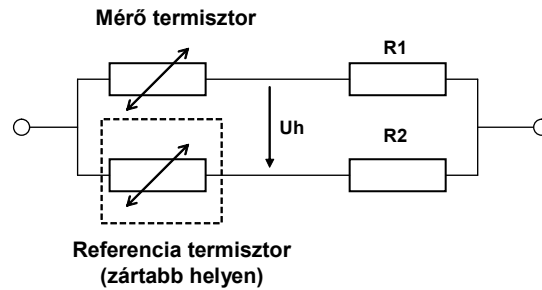 Mérő termisztor
R1
Uh
R2
Referencia termisztor
(zártabb helyen)